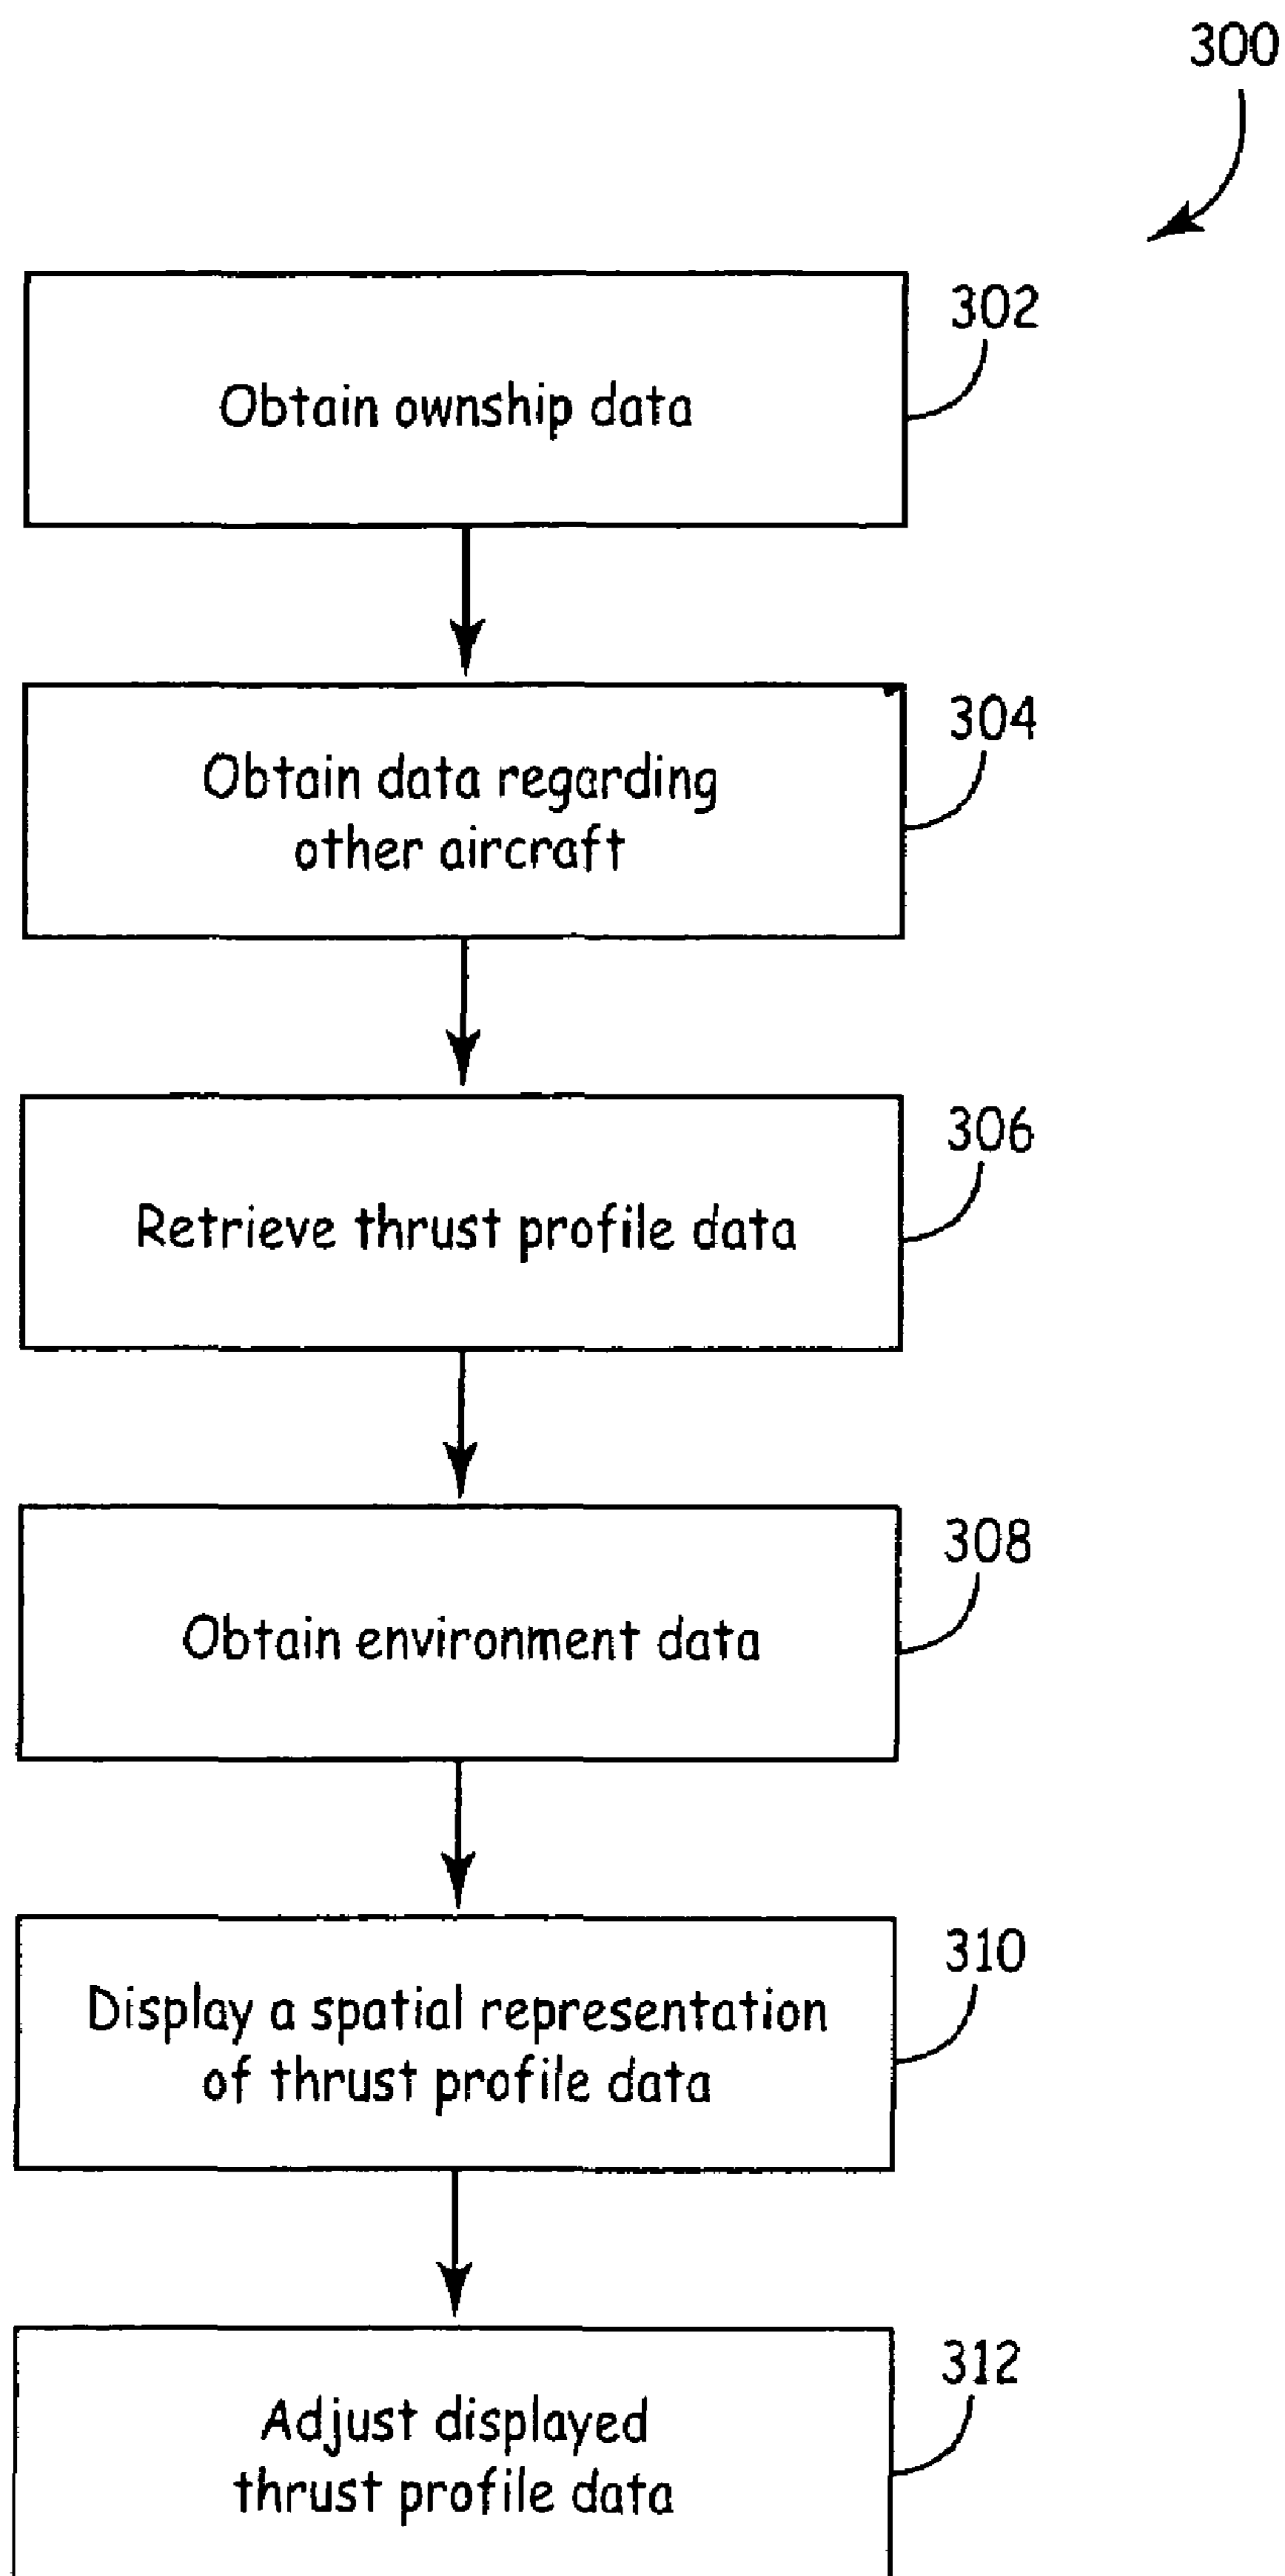 300
302
Obtain ownship data
304
Obtain data regarding
other aircraft
306
Retrieve thrust profile data
308
Obtain environment data
310
Display a spatial representation
of thrust profile data
312
Adjust displayed
thrust profile data